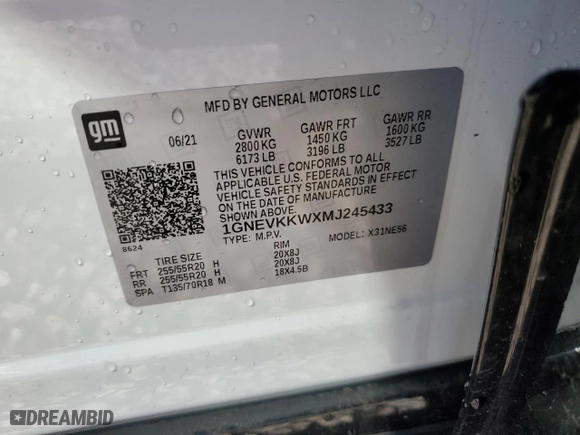 MFD BY GENERAL MOTORS LLC
gm
06/21
GVWR GAWR FRT GAWR RR
2800 KG 1450 KG 1600 KG
6173 LB 3196 LB 3527 LB
THIS VEHICLE CONFORMS TO ALL
APPLICABLE U.S. FEDERAL MOTOR
VEHICLE SAFETY STANDARDS IN EFFECT
ON THE DATE OF MANUFACTURE
SHOWN ABOVE.
1GNEVKKWXMJ245433
TYPE: M.P.V. MODEL: X31NE56
8624
TIRE SIZE RIM
FRT 255/55R20 H 20X8J
RR 255/55R20 H 20X8J
SPA T135/70R18 M 18X4.5B
DREAMBID